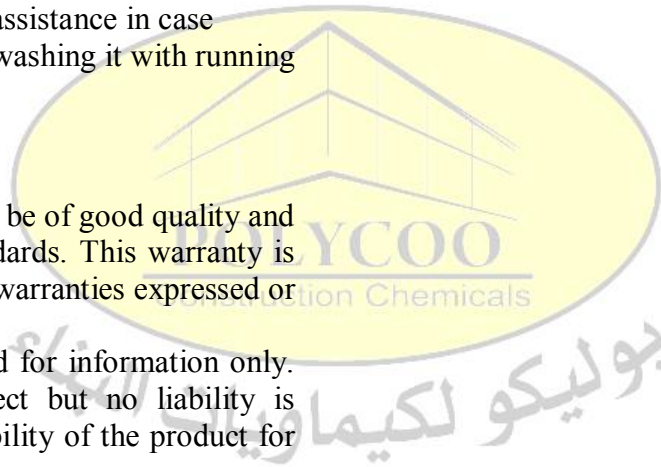 assistance in case
washing it with running
be of good quality and
dards. This warranty is
POLYCOO
warranties expressed or
Construction Chemicals
d for information only.
بوليكو لكيماويات البناء
ect but no liability is
bility of the product for